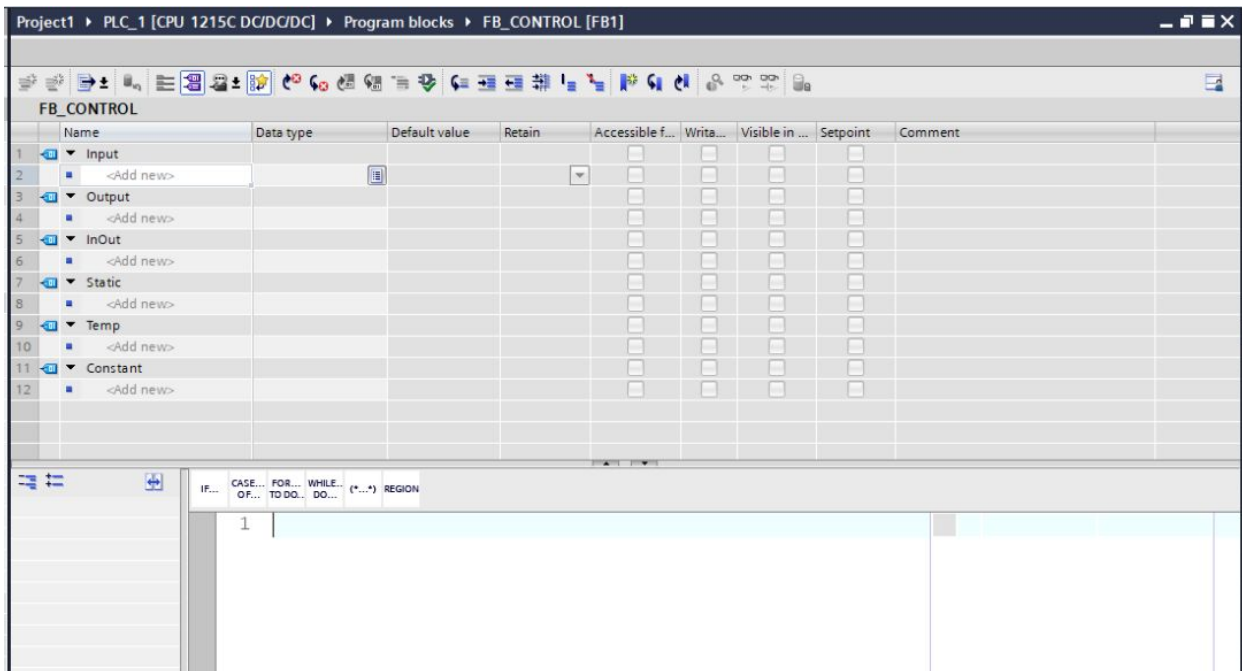 Project1 ▸ PLC_1 [CPU 1215C DC/DC/DC] ▸ Program blocks ▸ FB_CONTROL [FB1]
FB_CONTROL
Name Data type Default value Retain Accessible f... Writa... Visible in ... Setpoint Comment
1 Input
2 <Add new>
3 Output
4 <Add new>
5 InOut
6 <Add new>
7 Static
8 <Add new>
9 Temp
10 <Add new>
11 Constant
12 <Add new>
IF... CASE... OF... FOR... TO DO... WHILE... DO... (*...*) REGION
1